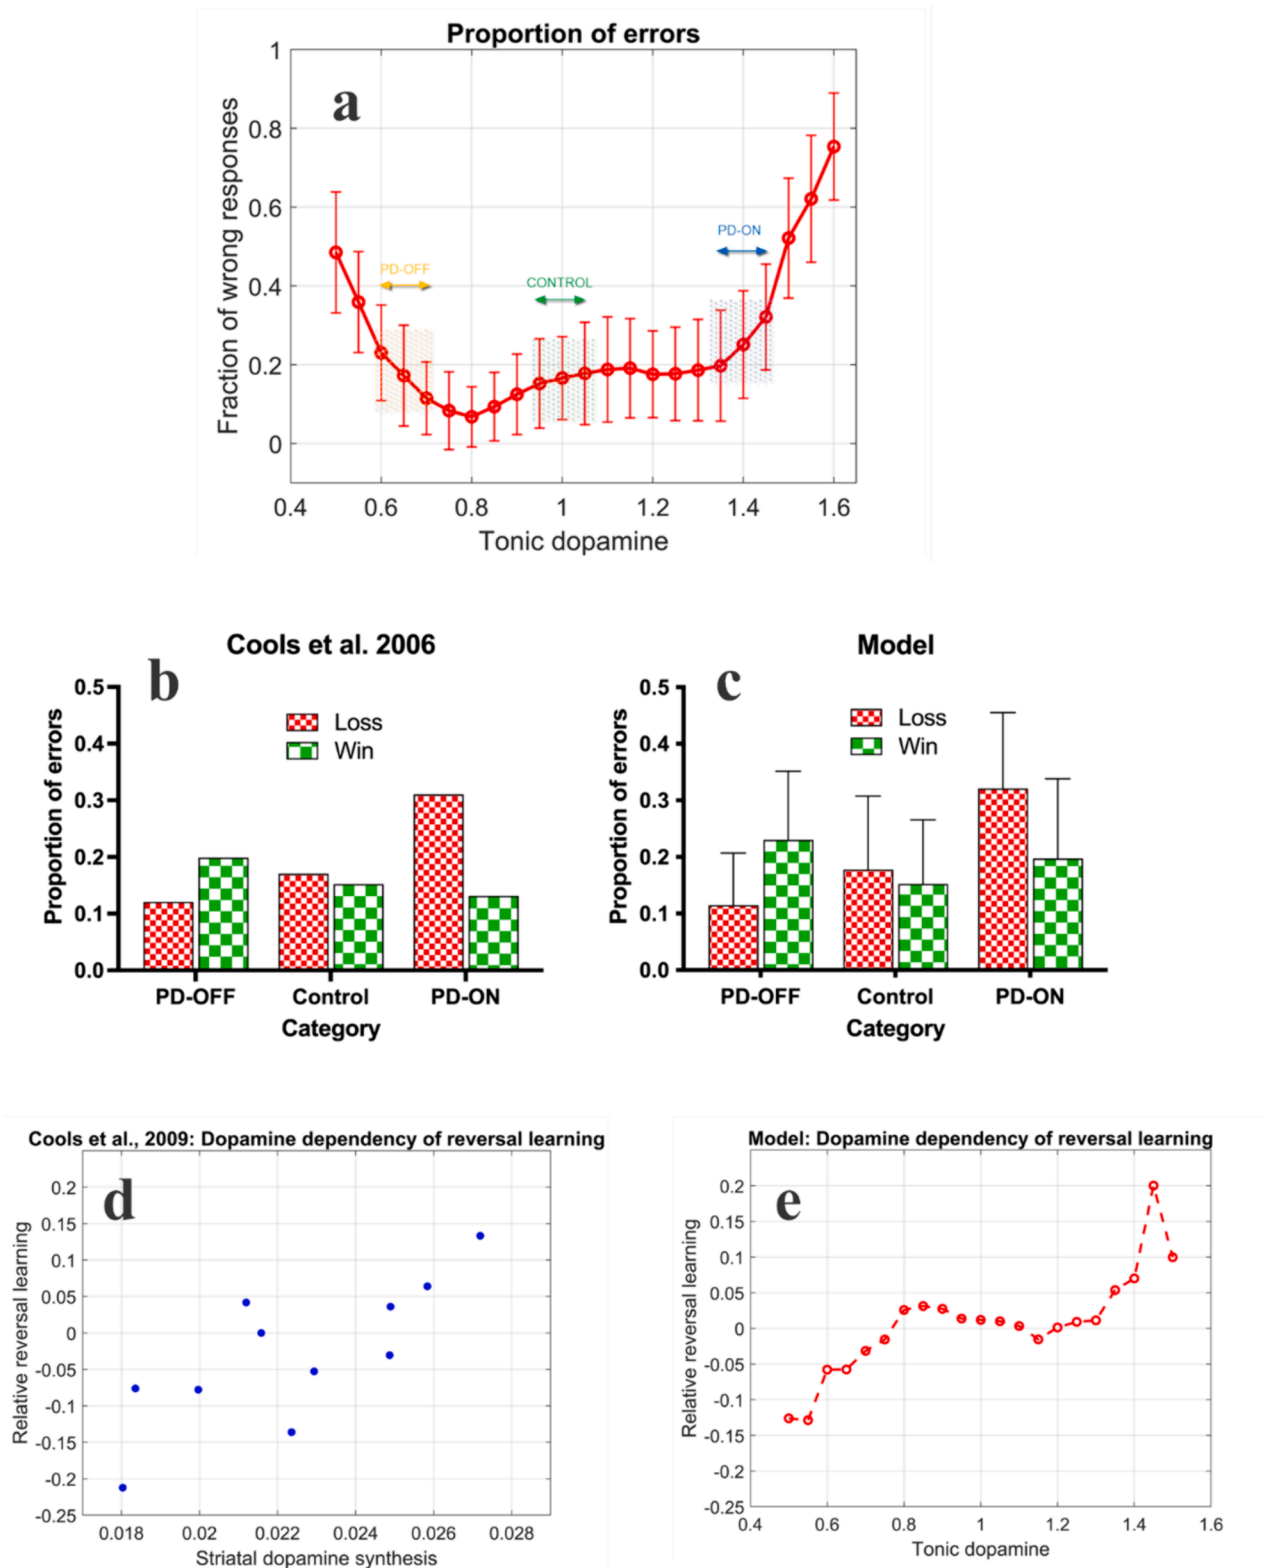 Proportion of errors
a
Fraction of wrong responses
1
0.8
0.6
0.4
0.2
0
PD-OFF
CONTROL
PD-ON
0.4 0.6 0.8 1 1.2 1.4 1.6
Tonic dopamine
Cools et al. 2006
b
Proportion of errors
0.5
0.4
0.3
0.2
0.1
0.0
Loss
Win
PD-OFF Control PD-ON
Category
Model
c
Proportion of errors
0.5
0.4
0.3
0.2
0.1
0.0
Loss
Win
PD-OFF Control PD-ON
Category
Cools et al., 2009: Dopamine dependency of reversal learning
d
Relative reversal learning
0.2
0.15
0.1
0.05
0
-0.05
-0.1
-0.15
-0.2
-0.25
0.018 0.02 0.022 0.024 0.026 0.028
Striatal dopamine synthesis
Model: Dopamine dependency of reversal learning
e
Relative reversal learning
0.2
0.15
0.1
0.05
0
-0.05
-0.1
-0.15
-0.2
-0.25
0.4 0.6 0.8 1 1.2 1.4 1.6
Tonic dopamine